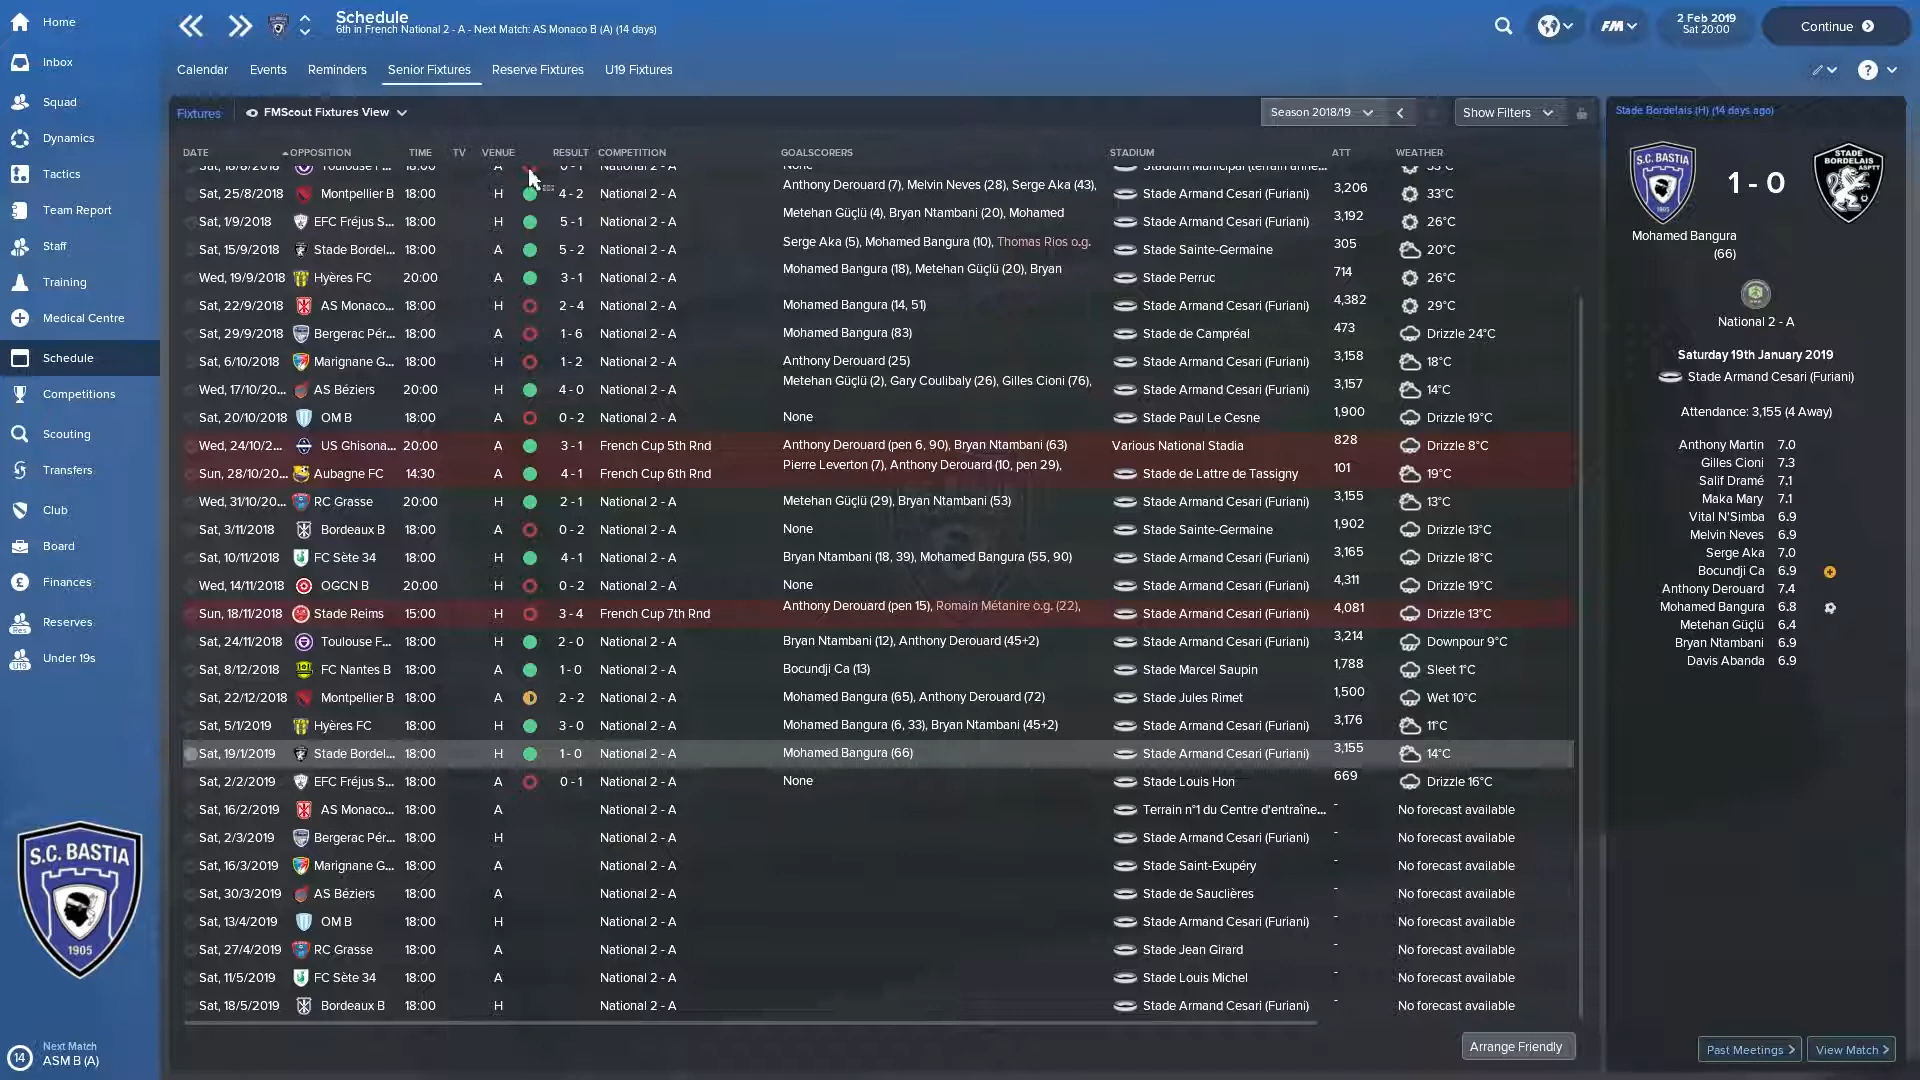 Home
Inbox
Squad
Dynamics
Tactics
Team Report
Staff
Training
Medical Centre
Schedule
Competitions
Scouting
Transfers
Club
Board
Finances
Res
Reserves
U19
Under 19s
S.C. BASTIA
1905
14
Next Match
ASM B (A)
Schedule
6th in French National 2 - A - Next Match: AS Monaco B (A) (14 days)
FM
2 Feb 2019
Sat 20:00
Continue
Calendar Events Reminders Senior Fixtures Reserve Fixtures U19 Fixtures
?
Fixtures FMScout Fixtures View Season 2018/19 < Show Filters
DATE OPPOSITION TIME TV VENUE RESULT COMPETITION GOALSCORERS STADIUM ATT WEATHER
Sat, 18/8/2018 Toulouse F... 18:00 A 0 - 1 National 2 - A None Stadium Municipal (terrain anne... 33°C
Sat, 25/8/2018 Montpellier B 18:00 H 4 - 2 National 2 - A Anthony Derouard (7), Melvin Neves (28), Serge Aka (43), Stade Armand Cesari (Furiani) 3,206 33°C
Sat, 1/9/2018 EFC Fréjus S... 18:00 H 5 - 1 National 2 - A Metehan Güçlü (4), Bryan Ntambani (20), Mohamed Stade Armand Cesari (Furiani) 3,192 26°C
Sat, 15/9/2018 Stade Bordel... 18:00 A 5 - 2 National 2 - A Serge Aka (5), Mohamed Bangura (10), Thomas Rios o.g. Stade Sainte-Germaine 305 20°C
Wed, 19/9/2018 Hyères FC 20:00 A 3 - 1 National 2 - A Mohamed Bangura (18), Metehan Güçlü (20), Bryan Stade Perruc 714 26°C
Sat, 22/9/2018 AS Monaco... 18:00 H 2 - 4 National 2 - A Mohamed Bangura (14, 51) Stade Armand Cesari (Furiani) 4,382 29°C
Sat, 29/9/2018 Bergerac Pér... 18:00 A 1 - 6 National 2 - A Mohamed Bangura (83) Stade de Campréal 473 Drizzle 24°C
Sat, 6/10/2018 Marignane G... 18:00 H 1 - 2 National 2 - A Anthony Derouard (25) Stade Armand Cesari (Furiani) 3,158 18°C
Wed, 17/10/20... AS Béziers 20:00 H 4 - 0 National 2 - A Metehan Güçlü (2), Gary Coulibaly (26), Gilles Cioni (76), Stade Armand Cesari (Furiani) 3,157 14°C
Sat, 20/10/2018 OM B 18:00 A 0 - 2 National 2 - A None Stade Paul Le Cesne 1,900 Drizzle 19°C
Wed, 24/10/2... US Ghisona... 20:00 A 3 - 1 French Cup 5th Rnd Anthony Derouard (pen 6, 90), Bryan Ntambani (63) Various National Stadia 828 Drizzle 8°C
Sun, 28/10/20... Aubagne FC 14:30 A 4 - 1 French Cup 6th Rnd Pierre Leverton (7), Anthony Derouard (10, pen 29), Stade de Lattre de Tassigny 101 19°C
Wed, 31/10/20... RC Grasse 20:00 H 2 - 1 National 2 - A Metehan Güçlü (29), Bryan Ntambani (53) Stade Armand Cesari (Furiani) 3,155 13°C
Sat, 3/11/2018 Bordeaux B 18:00 A 0 - 2 National 2 - A None Stade Sainte-Germaine 1,902 Drizzle 13°C
Sat, 10/11/2018 FC Sète 34 18:00 H 4 - 1 National 2 - A Bryan Ntambani (18, 39), Mohamed Bangura (55, 90) Stade Armand Cesari (Furiani) 3,165 Drizzle 18°C
Wed, 14/11/2018 OGCN B 20:00 H 0 - 2 National 2 - A None Stade Armand Cesari (Furiani) 4,311 Drizzle 19°C
Sun, 18/11/2018 Stade Reims 15:00 H 3 - 4 French Cup 7th Rnd Anthony Derouard (pen 15), Romain Métanire o.g. (22), Stade Armand Cesari (Furiani) 4,081 Drizzle 13°C
Sat, 24/11/2018 Toulouse F... 18:00 H 2 - 0 National 2 - A Bryan Ntambani (12), Anthony Derouard (45+2) Stade Armand Cesari (Furiani) 3,214 Downpour 9°C
Sat, 8/12/2018 FC Nantes B 18:00 A 1 - 0 National 2 - A Bocundji Ca (13) Stade Marcel Saupin 1,788 Sleet 1°C
Sat, 22/12/2018 Montpellier B 18:00 A 2 - 2 National 2 - A Mohamed Bangura (65), Anthony Derouard (72) Stade Jules Rimet 1,500 Wet 10°C
Sat, 5/1/2019 Hyères FC 18:00 H 3 - 0 National 2 - A Mohamed Bangura (6, 33), Bryan Ntambani (45+2) Stade Armand Cesari (Furiani) 3,176 11°C
Sat, 19/1/2019 Stade Bordel... 18:00 H 1 - 0 National 2 - A Mohamed Bangura (66) Stade Armand Cesari (Furiani) 3,155 14°C
Sat, 2/2/2019 EFC Fréjus S... 18:00 A 0 - 1 National 2 - A None Stade Louis Hon 669 Drizzle 16°C
Sat, 16/2/2019 AS Monaco... 18:00 A National 2 - A Terrain n°1 du Centre d'entraîne... - No forecast available
Sat, 2/3/2019 Bergerac Pér... 18:00 H National 2 - A Stade Armand Cesari (Furiani) - No forecast available
Sat, 16/3/2019 Marignane G... 18:00 A National 2 - A Stade Saint-Exupéry - No forecast available
Sat, 30/3/2019 AS Béziers 18:00 A National 2 - A Stade de Sauclières - No forecast available
Sat, 13/4/2019 OM B 18:00 H National 2 - A Stade Armand Cesari (Furiani) - No forecast available
Sat, 27/4/2019 RC Grasse 18:00 A National 2 - A Stade Jean Girard - No forecast available
Sat, 11/5/2019 FC Sète 34 18:00 A National 2 - A Stade Louis Michel - No forecast available
Sat, 18/5/2019 Bordeaux B 18:00 H National 2 - A Stade Armand Cesari (Furiani) - No forecast available
Arrange Friendly
Stade Bordelais (H) (14 days ago)
S.C. BASTIA
1905
1 - 0
STADE
BORDELAIS
ASPTT
Mohamed Bangura
(66)
National 2 - A
Saturday 19th January 2019
Stade Armand Cesari (Furiani)
Attendance: 3,155 (4 Away)
Anthony Martin 7.0
Gilles Cioni 7.3
Salif Dramé 7.1
Maka Mary 7.1
Vital N'Simba 6.9
Melvin Neves 6.9
Serge Aka 7.0
Bocundji Ca 6.9
Anthony Derouard 7.4
Mohamed Bangura 6.8
Metehan Güçlü 6.4
Bryan Ntambani 6.9
Davis Abanda 6.9
Past Meetings >
View Match >